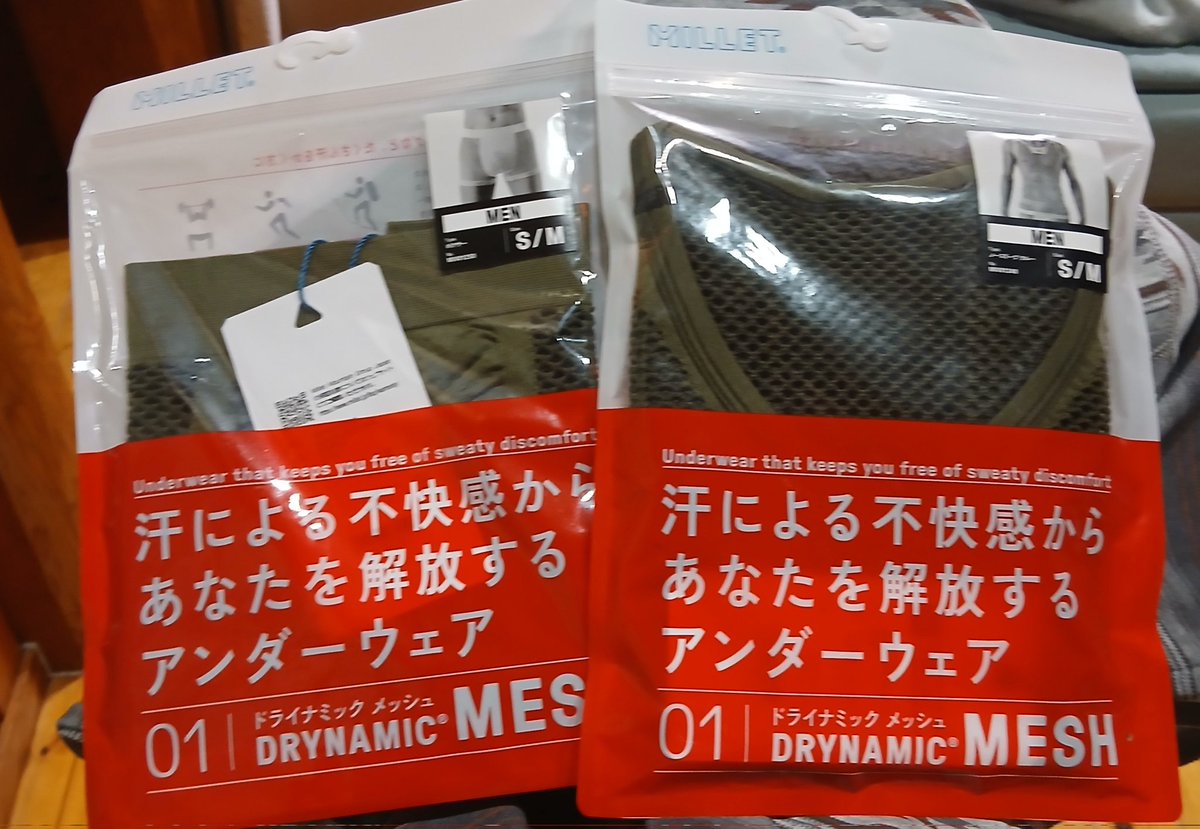 MILLET
MEN
S/M
Underwear that keeps you free of sweaty discomfort
汗による不快感から
あなたを解放する
アンダーウェア
01
ドライナミック メッシュ
DRYNAMIC® MES
MILLET
MEN
S/M
Underwear that keeps you free of sweaty discomfort
汗による不快感から
あなたを解放する
アンダーウェア
01
ドライナミック メッシュ
DRYNAMIC® MESH